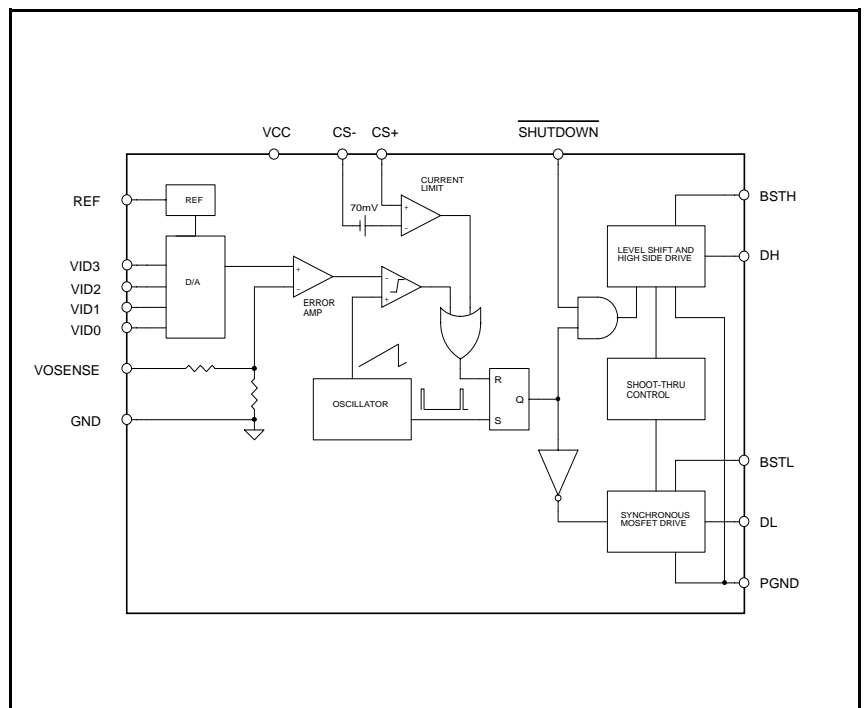 VCC
CS-
CS+
SHUTDOWN
CURRENT
LIMIT
REF
REF
70mV
+
−
BSTH
LEVEL SHIFT AND
HIGH SIDE DRIVE
DH
VID3
VID2
VID1
VID0
D/A
+
−
ERROR
AMP
−
+
VOSENSE
GND
OSCILLATOR
R
Q
S
SHOOT-THRU
CONTROL
BSTL
SYNCHRONOUS
MOSFET DRIVE
DL
PGND